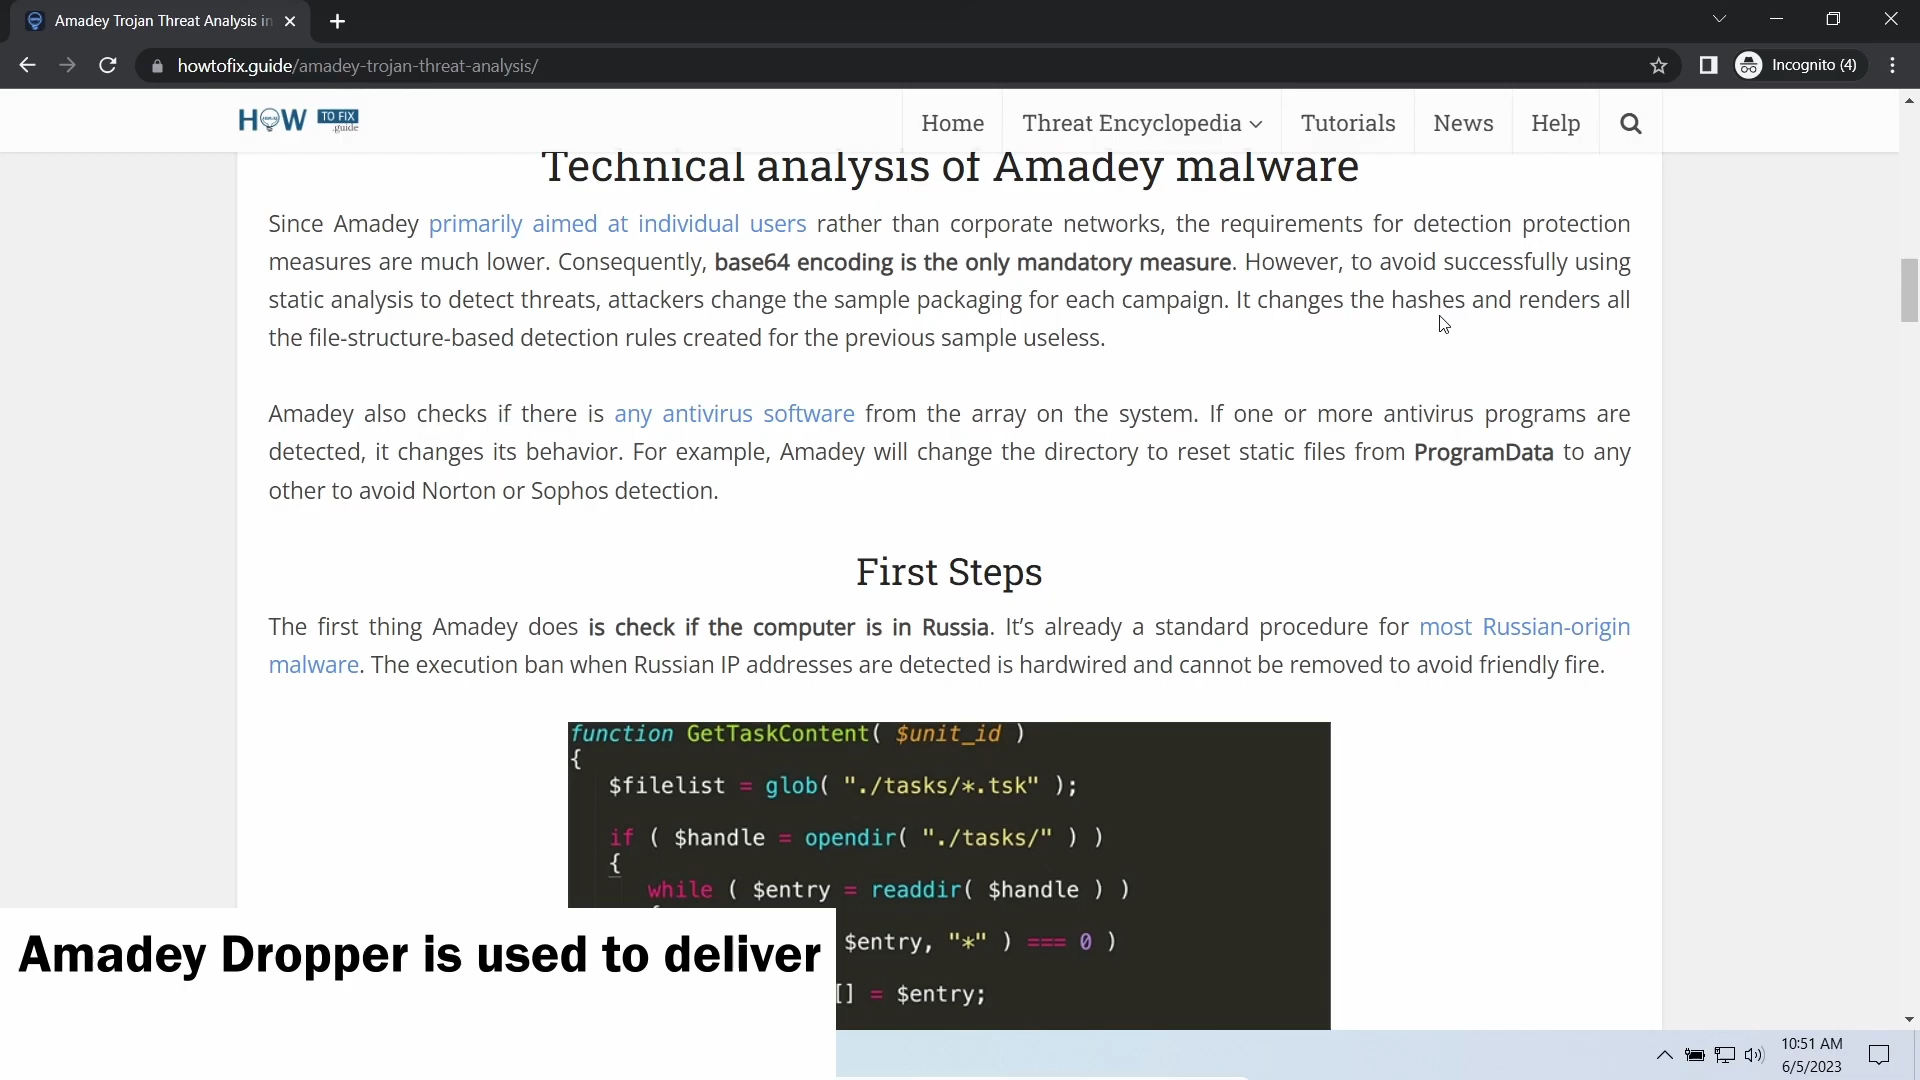 Amadey Trojan Threat Analysis in
howtofix.guide/amadey-trojan-threat-analysis/
Incognito (4)
HOW TO FIX .guide
Home Threat Encyclopedia Tutorials News Help
Technical analysis of Amadey malware
Since Amadey primarily aimed at individual users rather than corporate networks, the requirements for detection protection
measures are much lower. Consequently, base64 encoding is the only mandatory measure. However, to avoid successfully using
static analysis to detect threats, attackers change the sample packaging for each campaign. It changes the hashes and renders all
the file-structure-based detection rules created for the previous sample useless.
Amadey also checks if there is any antivirus software from the array on the system. If one or more antivirus programs are
detected, it changes its behavior. For example, Amadey will change the directory to reset static files from ProgramData to any
other to avoid Norton or Sophos detection.
First Steps
The first thing Amadey does is check if the computer is in Russia. It’s already a standard procedure for most Russian-origin
malware. The execution ban when Russian IP addresses are detected is hardwired and cannot be removed to avoid friendly fire.
function GetTaskContent( $unit_id )
{
$filelist = glob( "./tasks/*.tsk" );
if ( $handle = opendir( "./tasks/" ) )
{
while ( $entry = readdir( $handle ) )
$entry, "*" ) === 0 )
[] = $entry;
Amadey Dropper is used to deliver
10:51 AM
6/5/2023